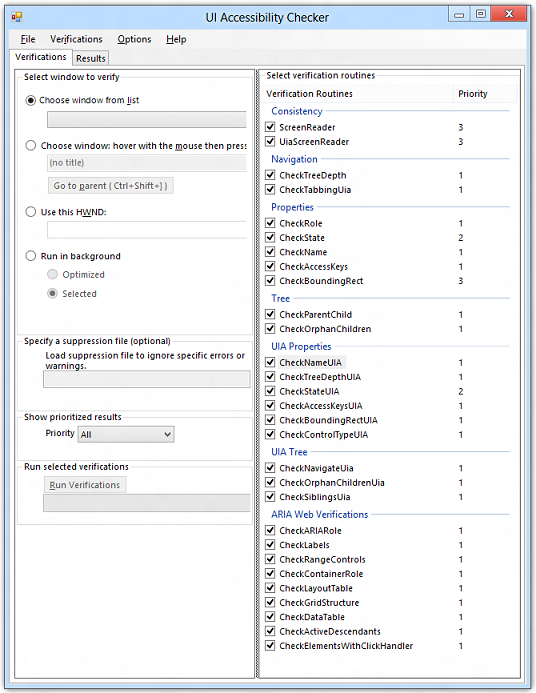 UI Accessibility Checker
File Verifications Options Help
Verifications Results
Select window to verify
Choose window from list
Choose window: hover with the mouse then press
(no title)
Go to parent ( Ctrl+Shift+] )
Use this HWND:
Run in background
Optimized
Selected
Specify a suppression file (optional)
Load suppression file to ignore specific errors or
warnings.
Show prioritized results
Priority All
Run selected verifications
Run Verifications
Select verification routines
Verification Routines Priority
Consistency
ScreenReader 3
UiaScreenReader 3
Navigation
CheckTreeDepth 1
CheckTabbingUia 1
Properties
CheckRole 1
CheckState 2
CheckName 1
CheckAccessKeys 1
CheckBoundingRect 3
Tree
CheckParentChild 1
CheckOrphanChildren 1
UIA Properties
CheckNameUIA 1
CheckTreeDepthUIA 1
CheckStateUIA 2
CheckAccessKeysUIA 1
CheckBoundingRectUIA 1
CheckControlTypeUIA 1
UIA Tree
CheckNavigateUia 1
CheckOrphanChildrenUia 1
CheckSiblingsUia 1
ARIA Web Verifications
CheckARIARole 1
CheckLabels 1
CheckRangeControls 1
CheckContainerRole 1
CheckLayoutTable 1
CheckGridStructure 1
CheckDataTable 1
CheckActiveDescendants 1
CheckElementsWithClickHandler 1